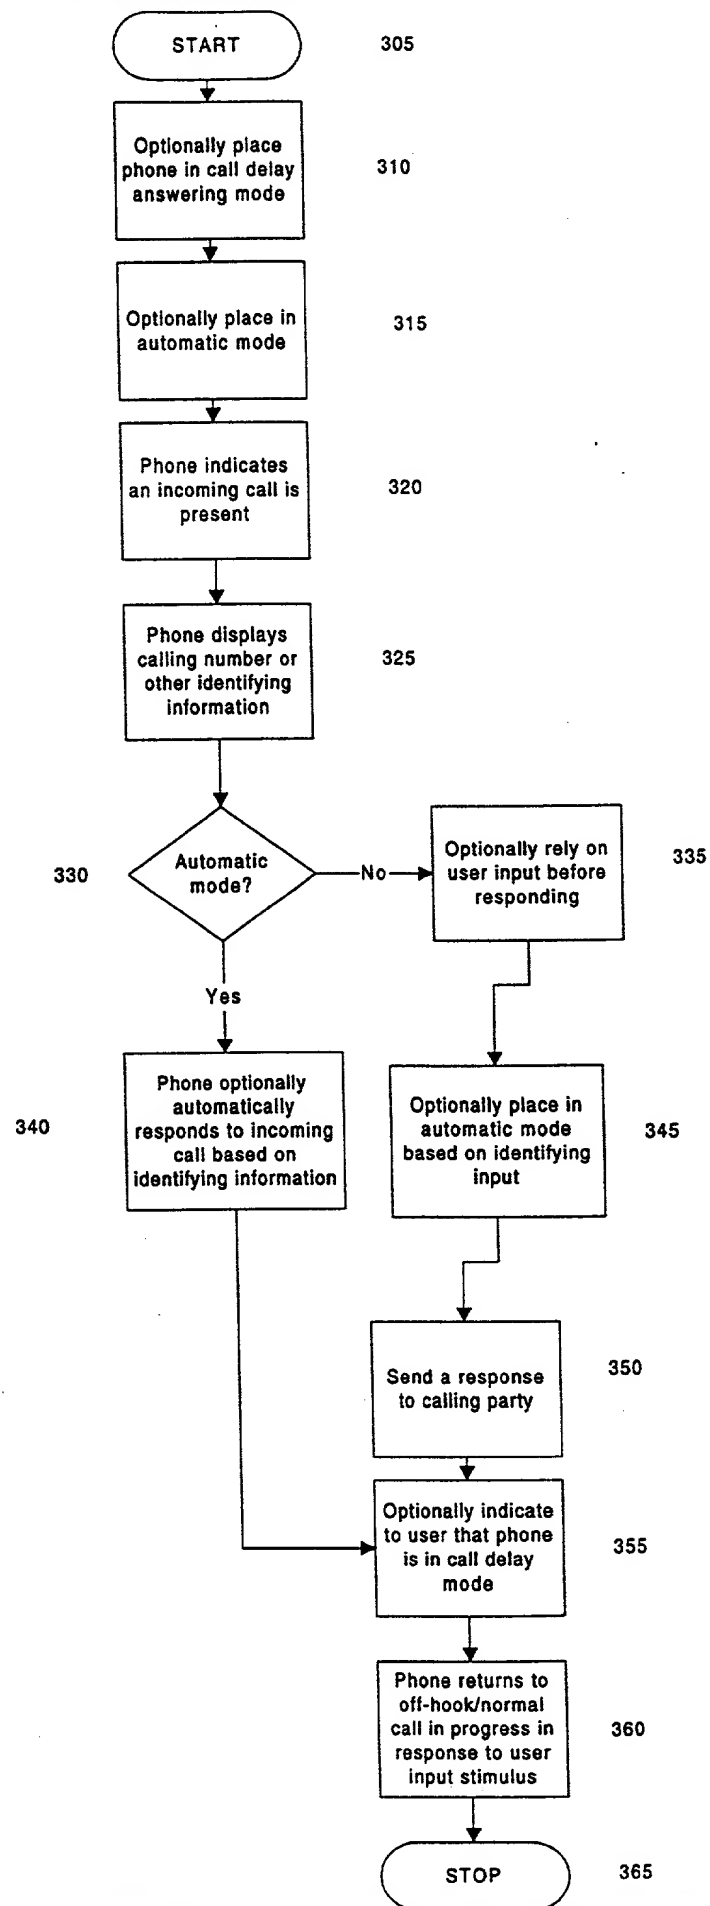 START
305
Optionally place
phone in call delay
answering mode
310
Optionally place in
automatic mode
315
Phone indicates
an incoming call is
present
320
Phone displays
calling number or
other identifying
information
325
330
Automatic
mode?
No
Optionally rely on
user input before
responding
335
Yes
340
Phone optionally
automatically
responds to incoming
call based on
identifying information
Optionally place in
automatic mode
based on identifying
input
345
Send a response
to calling party
350
Optionally indicate
to user that phone
is in call delay
mode
355
Phone returns to
off-hook/normal
call in progress in
response to user
input stimulus
360
STOP
365